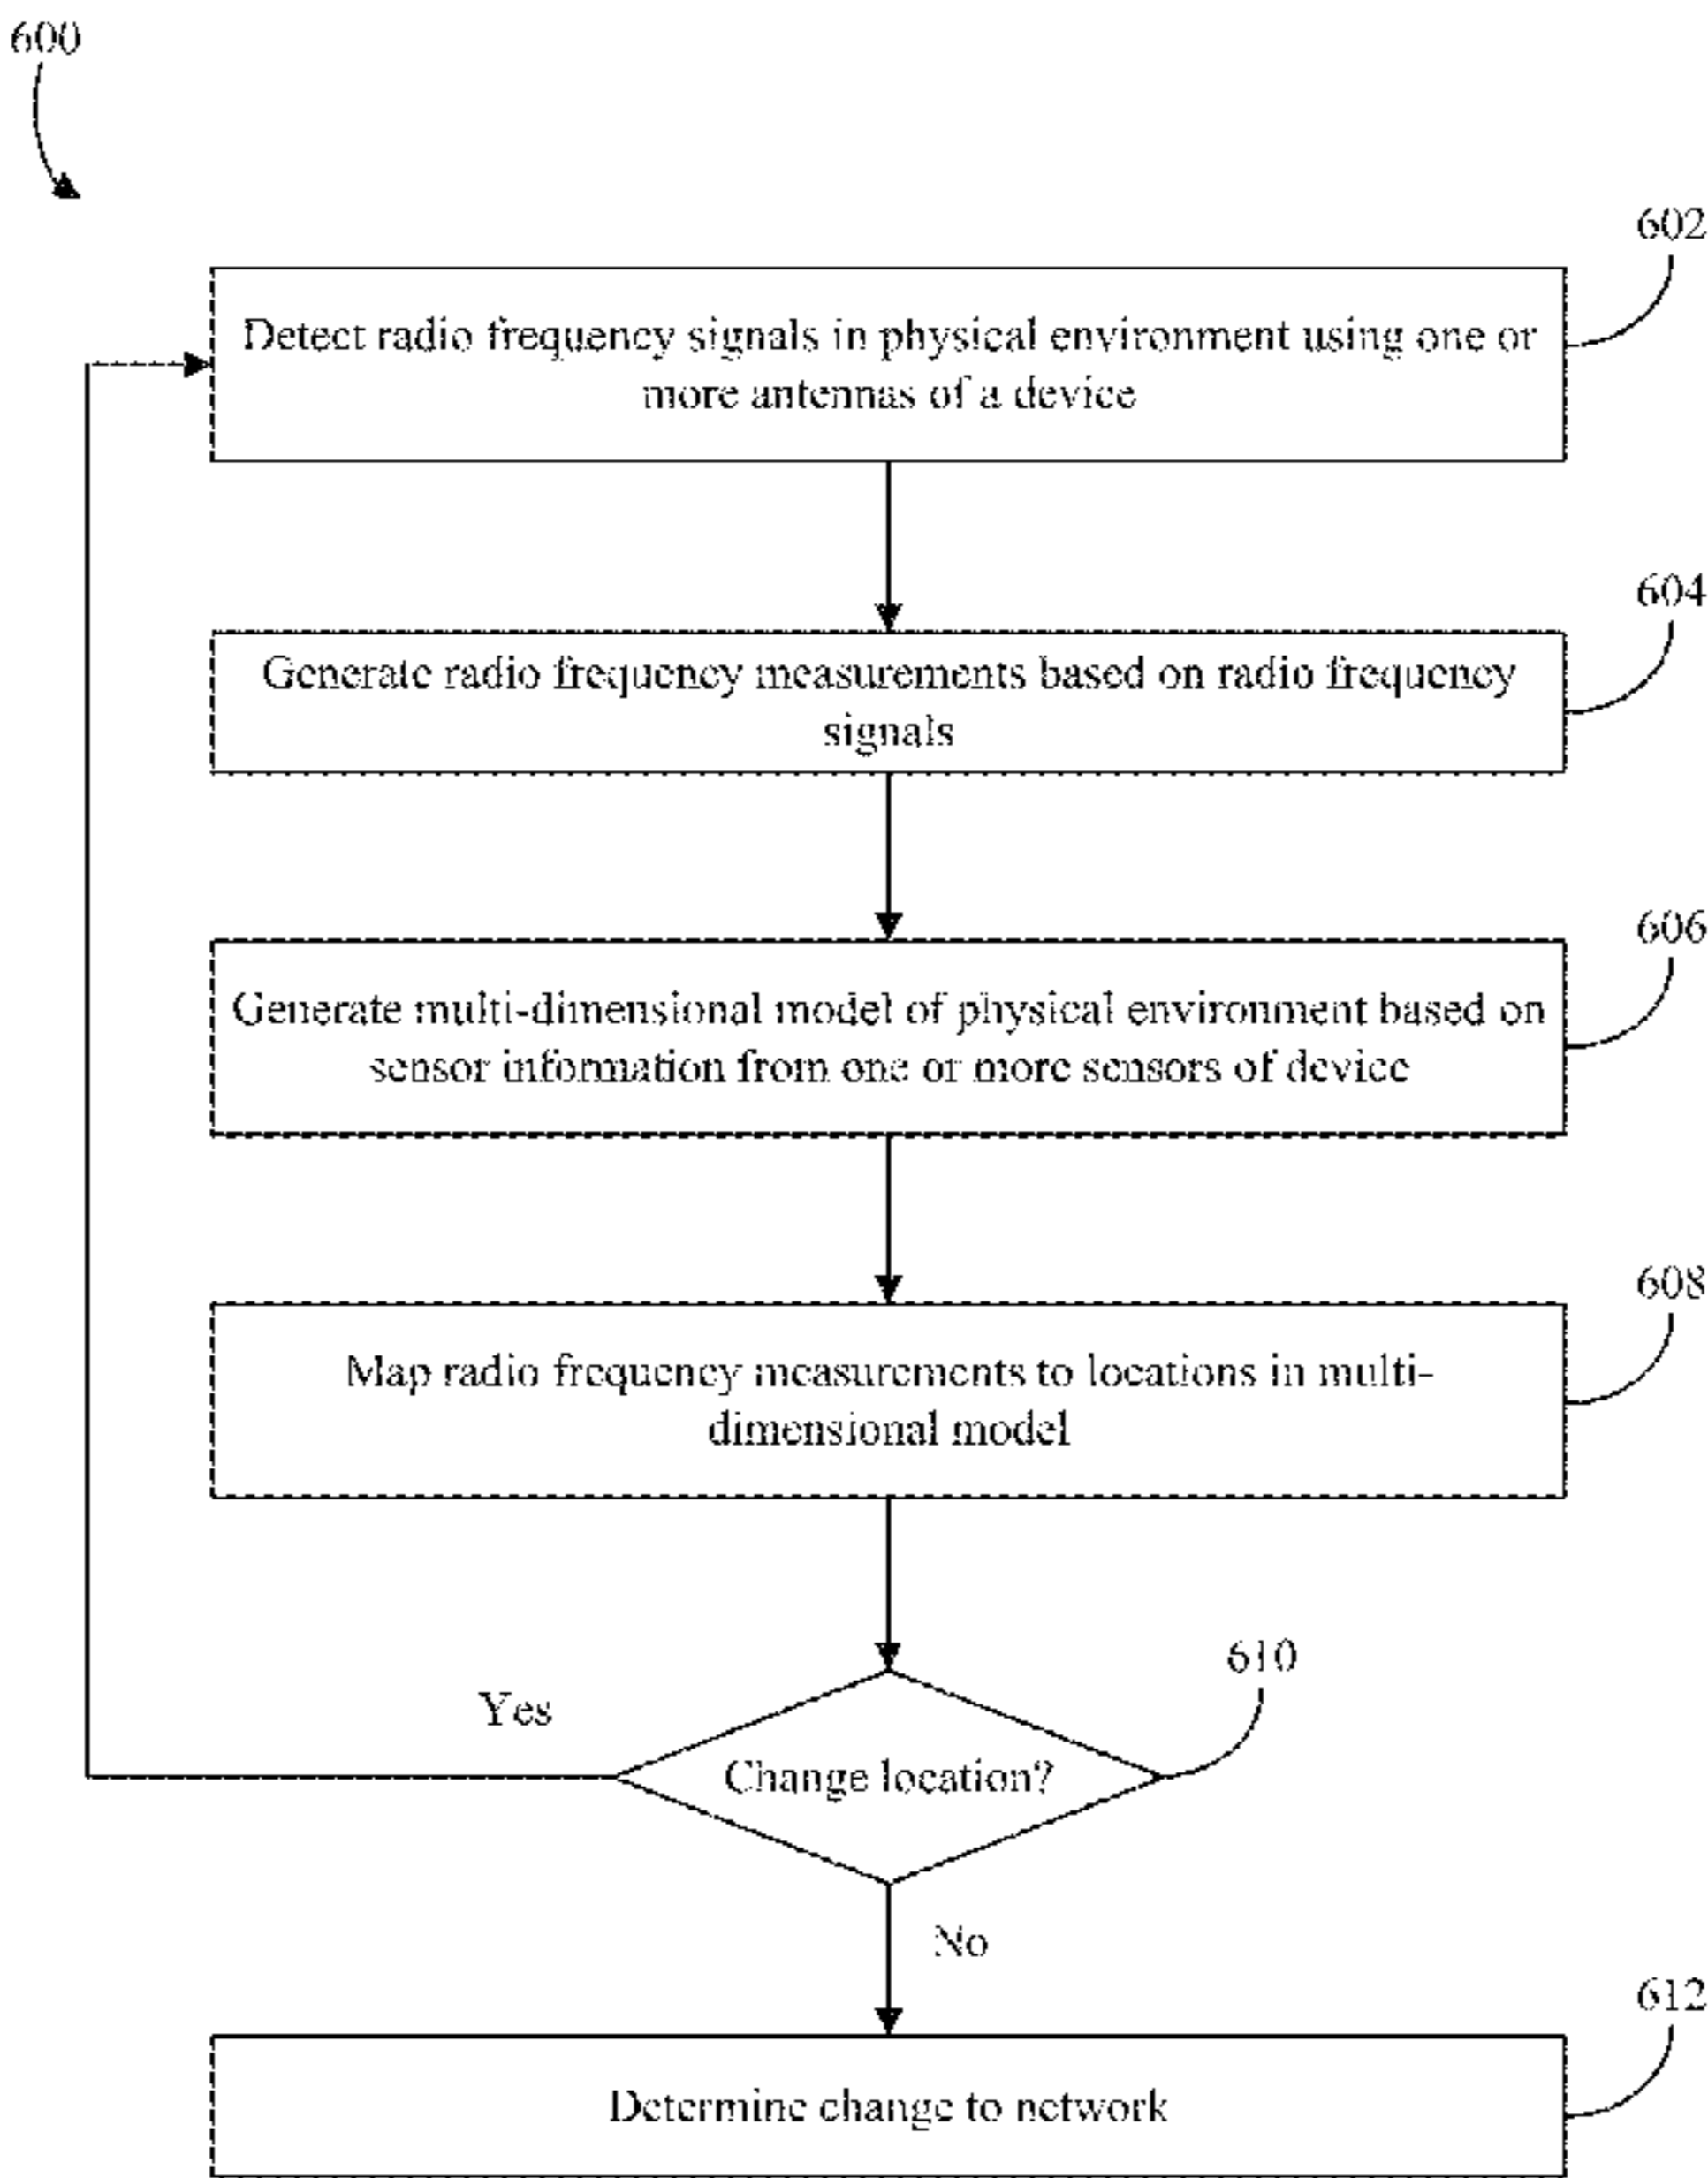 600
602
Detect radio frequency signals in physical environment using one or
more antennas of a device
604
Generate radio frequency measurements based on radio frequency
signals
606
Generate multi-dimensional model of physical environment based on
sensor information from one or more sensors of device
608
Map radio frequency measurements to locations in multi-
dimensional model
610
Yes
Change location?
No
612
Determine change to network